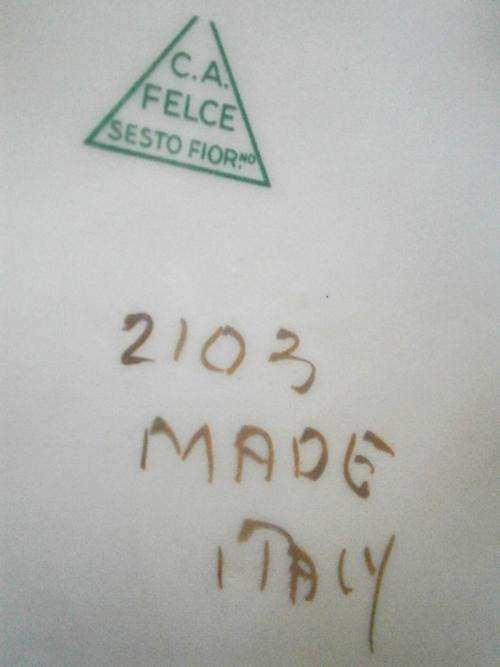 C.A.
FELCE
SESTO FIOR.NO
2103
MADE
ITALY